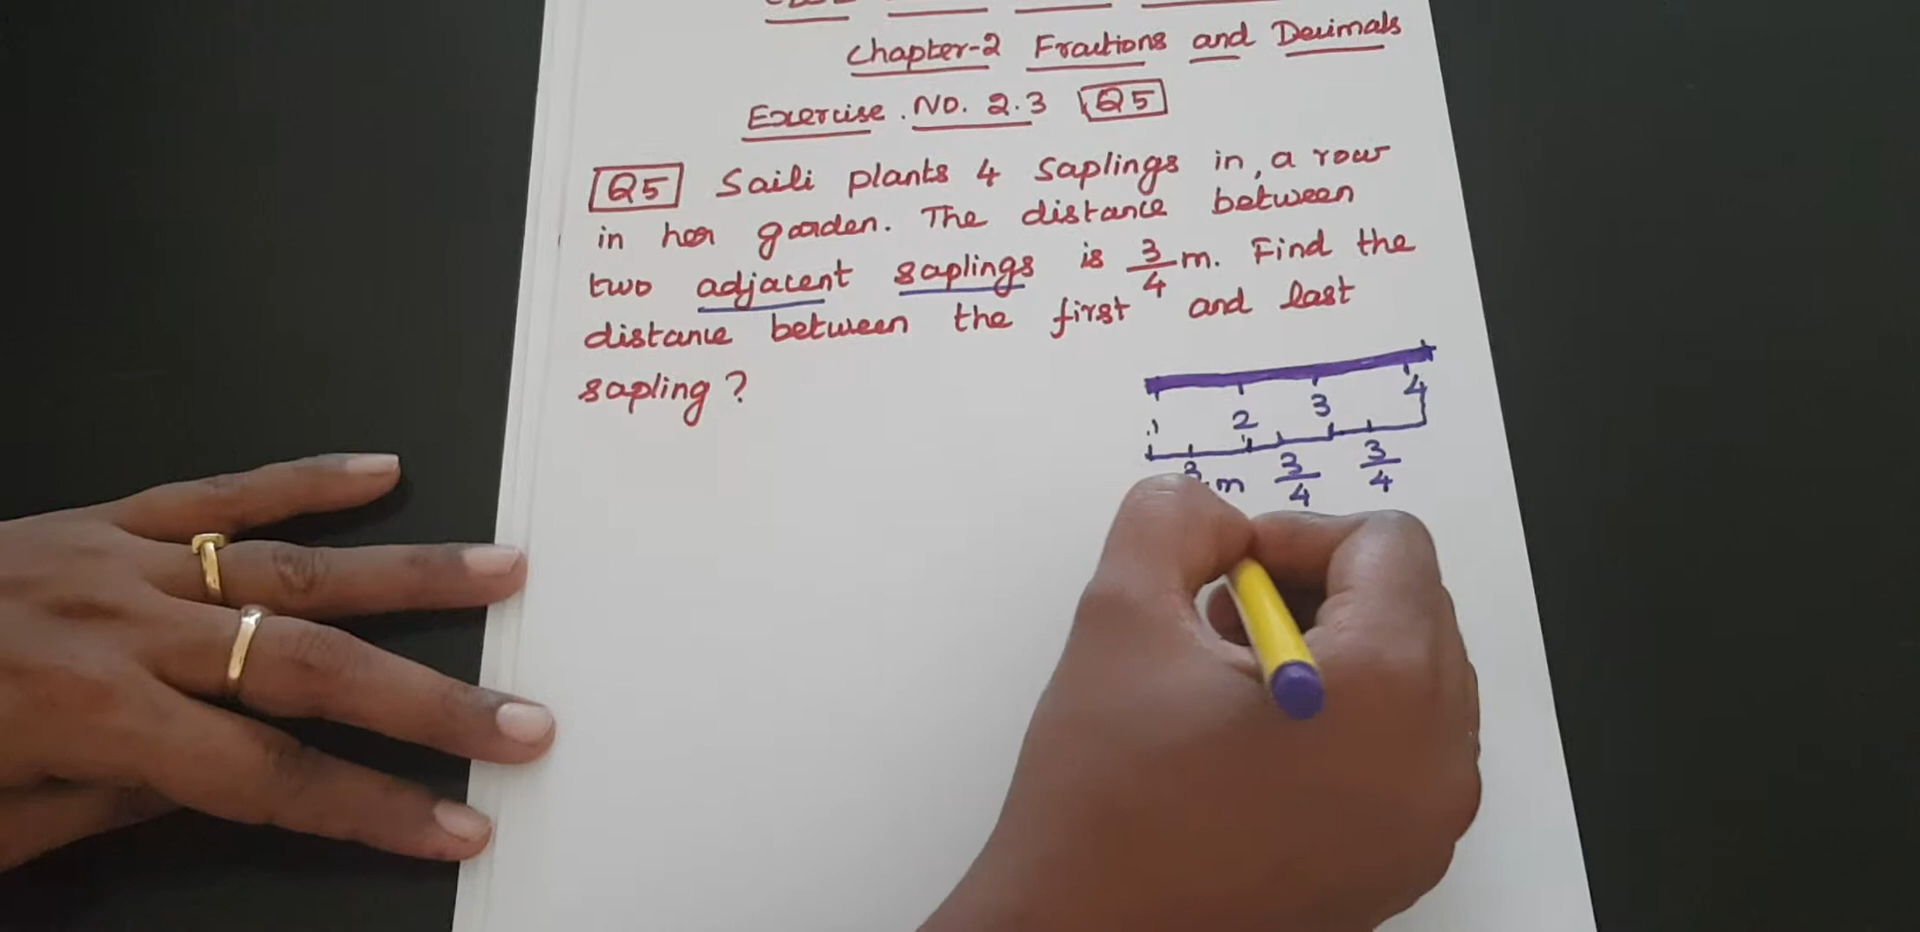 Chapter-2 Fractions and Decimals
Exercise. No. 2.3 Q5
Q5 Saili plants 4 saplings in, a row
in her garden. The distance between
two adjacent saplings is 3/4 m. Find the
distance between the first and last
sapling?
1 2 3 4
3 m 3/4 3/4